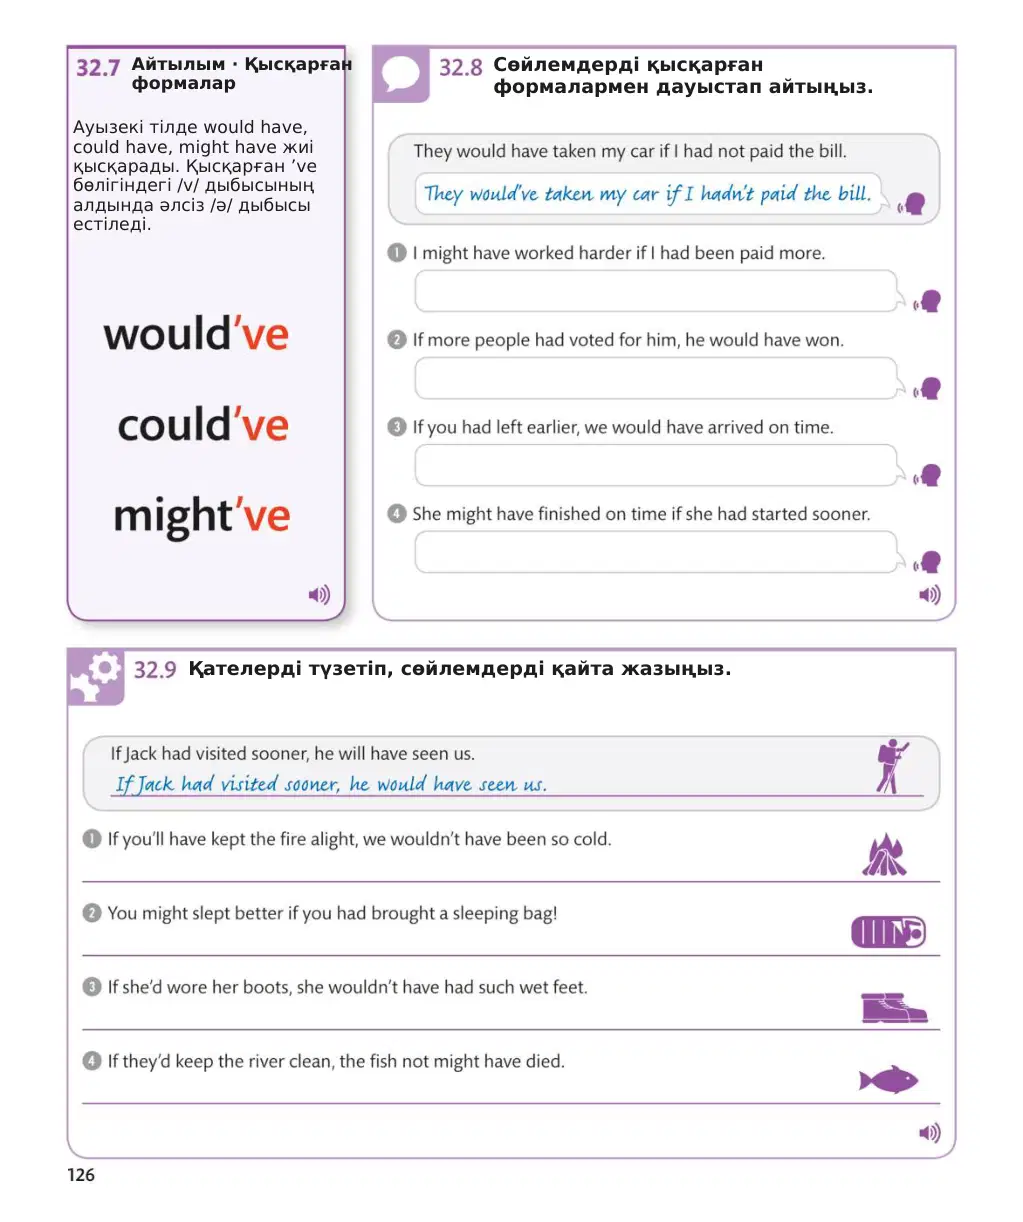 32.7 Айтылым · Қысқарған
формалар
Ауызекі тілде would have,
could have, might have жиі
қысқарады. Қысқарған ’ve
бөлігіндегі /v/ дыбысының
алдында әлсіз /ə/ дыбысы
естіледі.
would’ve
could’ve
might’ve
32.8 Сөйлемдерді қысқарған
формалармен дауыстап айтыңыз.
They would have taken my car if I had not paid the bill.
They would’ve taken my car if I hadn’t paid the bill.
1 I might have worked harder if I had been paid more.
2 If more people had voted for him, he would have won.
3 If you had left earlier, we would have arrived on time.
4 She might have finished on time if she had started sooner.
32.9 Қателерді түзетіп, сөйлемдерді қайта жазыңыз.
If Jack had visited sooner, he will have seen us.
If Jack had visited sooner, he would have seen us.
1 If you’ll have kept the fire alight, we wouldn’t have been so cold.
2 You might slept better if you had brought a sleeping bag!
3 If she’d wore her boots, she wouldn’t have had such wet feet.
4 If they’d keep the river clean, the fish not might have died.
126